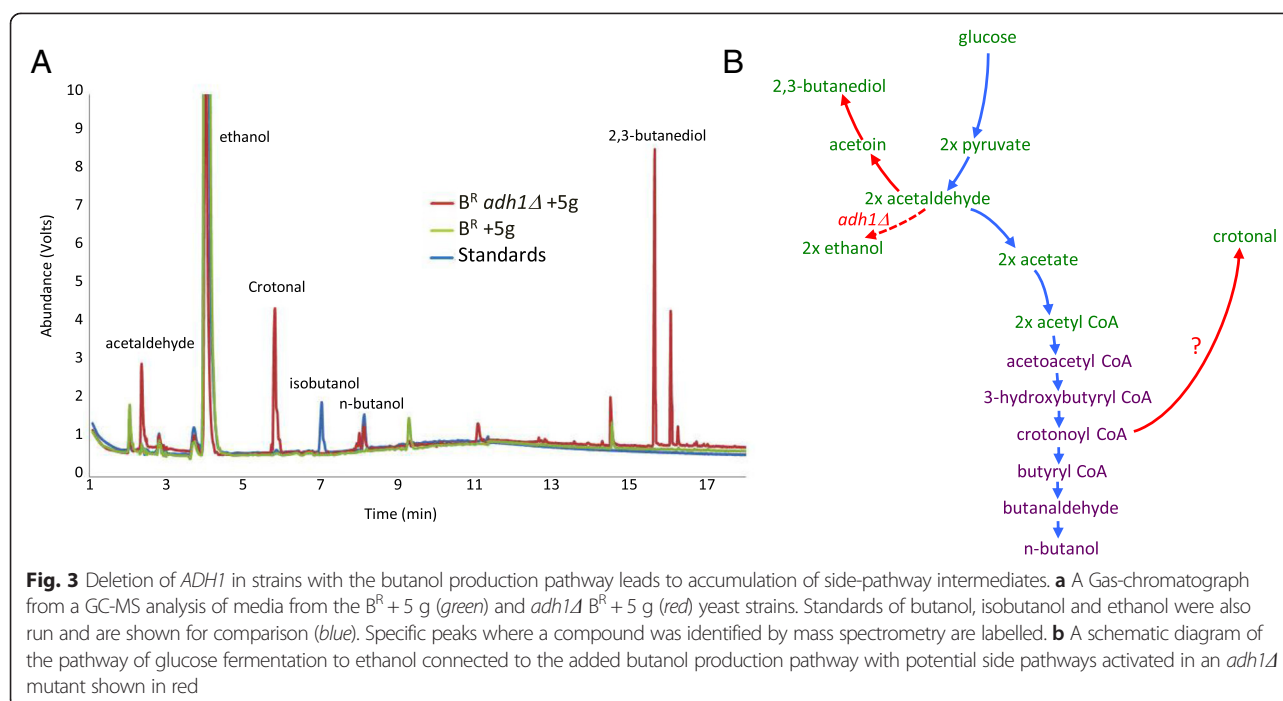 A
10
9
8
7
6
5
4
3
2
1
0
Abundance (Volts)
1 3 5 7 9 11 13 15 17
Time (min)
acetaldehyde
ethanol
Crotonal
isobutanol
n-butanol
2,3-butanediol
Bᴿ adh1Δ +5g
Bᴿ +5g
Standards
B
glucose
2,3-butanediol
acetoin
2x pyruvate
2x acetaldehyde
adh1Δ
2x ethanol
2x acetate
crotonal
2x acetyl CoA
?
acetoacetyl CoA
3-hydroxybutyryl CoA
crotonoyl CoA
butyryl CoA
butanaldehyde
n-butanol
Fig. 3 Deletion of ADH1 in strains with the butanol production pathway leads to accumulation of side-pathway intermediates. a A Gas-chromatograph
from a GC-MS analysis of media from the Bᴿ + 5 g (green) and adh1Δ Bᴿ + 5 g (red) yeast strains. Standards of butanol, isobutanol and ethanol were also
run and are shown for comparison (blue). Specific peaks where a compound was identified by mass spectrometry are labelled. b A schematic diagram of
the pathway of glucose fermentation to ethanol connected to the added butanol production pathway with potential side pathways activated in an adh1Δ
mutant shown in red